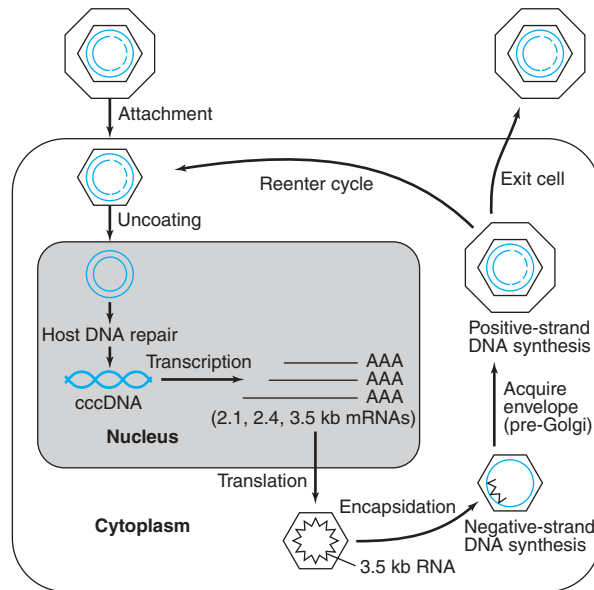 Attachment
Reenter cycle
Exit cell
Uncoating
Host DNA repair
Transcription
AAA
AAA
AAA
cccDNA
(2.1, 2.4, 3.5 kb mRNAs)
Nucleus
Positive-strand
DNA synthesis
Acquire
envelope
(pre-Golgi)
Translation
Encapsidation
Cytoplasm
Negative-strand
DNA synthesis
3.5 kb RNA